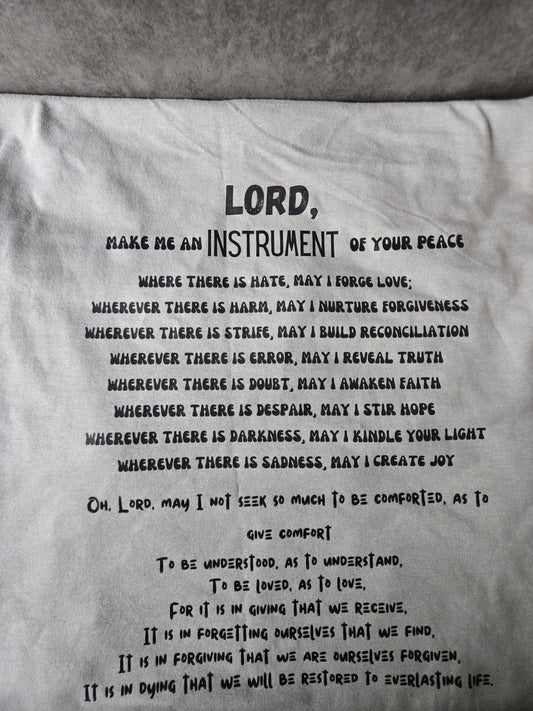 LORD,
MAKE ME AN INSTRUMENT OF YOUR PEACE
WHERE THERE IS HATE, MAY I FORGE LOVE;
WHEREVER THERE IS HARM, MAY I NURTURE FORGIVENESS
WHEREVER THERE IS STRIFE, MAY I BUILD RECONCILIATION
WHEREVER THERE IS ERROR, MAY I REVEAL TRUTH
WHEREVER THERE IS DOUBT, MAY I AWAKEN FAITH
WHEREVER THERE IS DESPAIR, MAY I STIR HOPE
WHEREVER THERE IS DARKNESS, MAY I KINDLE YOUR LIGHT
WHEREVER THERE IS SADNESS, MAY I CREATE JOY
OH, LORD, MAY I NOT SEEK SO MUCH TO BE COMFORTED, AS TO
GIVE COMFORT
TO BE UNDERSTOOD, AS TO UNDERSTAND,
TO BE LOVED, AS TO LOVE,
FOR IT IS IN GIVING THAT WE RECEIVE,
IT IS IN FORGETTING OURSELVES THAT WE FIND,
IT IS IN FORGIVING THAT WE ARE OURSELVES FORGIVEN,
IT IS IN DYING THAT WE WILL BE RESTORED TO EVERLASTING LIFE.